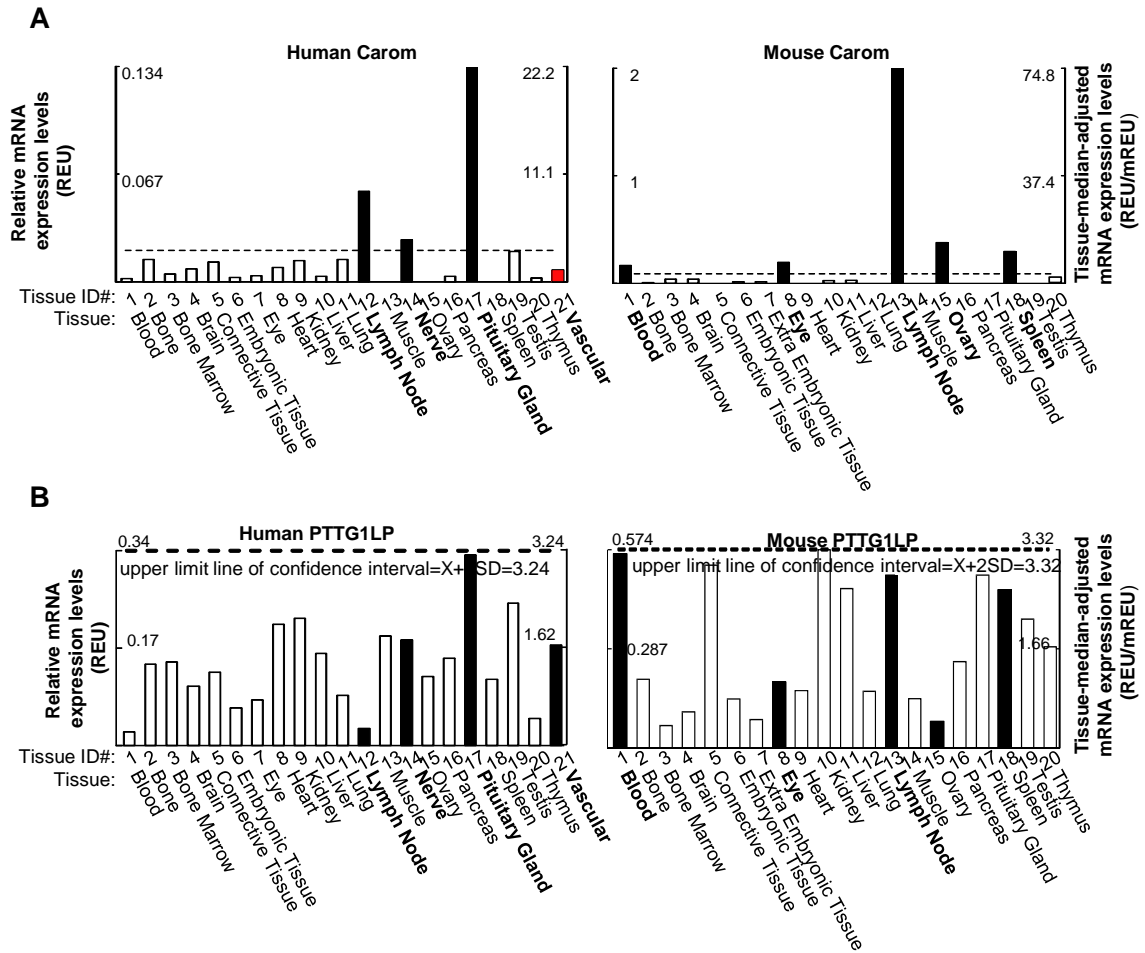 A
Human Carom
Mouse Carom
Relative mRNA
expression levels
(REU)
0.134
0.067
22.2
11.1
2
1
74.8
37.4
Tissue-median-adjusted
mRNA expression levels
(REU/mREU)
Tissue ID#:
Tissue:
1 Blood
2 Bone
3 Bone Marrow
4 Brain
5 Connective Tissue
6 Embryonic Tissue
7 Eye
8 Heart
9 Kidney
10 Liver
11 Lung
12 Lymph Node
13 Muscle
14 Nerve
15 Ovary
16 Pancreas
17 Pituitary Gland
18 Spleen
19 Testis
20 Thymus
21 Vascular
1 Blood
2 Bone
3 Bone Marrow
4 Brain
5 Connective Tissue
6 Embryonic Tissue
7 Extra Embryonic Tissue
8 Eye
9 Heart
10 Kidney
11 Liver
12 Lung
13 Lymph Node
14 Muscle
15 Ovary
16 Pancreas
17 Pituitary Gland
18 Spleen
19 Testis
20 Thymus
B
Human PTTG1LP
Mouse PTTG1LP
Relative mRNA
expression levels
(REU)
0.34
0.17
3.24
1.62
upper limit line of confidence interval=X+2SD=3.24
0.574
0.287
3.32
1.66
upper limit line of confidence interval=X+2SD=3.32
Tissue-median-adjusted
mRNA expression levels
(REU/mREU)
Tissue ID#:
Tissue:
1 Blood
2 Bone
3 Bone Marrow
4 Brain
5 Connective Tissue
6 Embryonic Tissue
7 Eye
8 Heart
9 Kidney
10 Liver
11 Lung
12 Lymph Node
13 Muscle
14 Nerve
15 Ovary
16 Pancreas
17 Pituitary Gland
18 Spleen
19 Testis
20 Thymus
21 Vascular
1 Blood
2 Bone
3 Bone Marrow
4 Brain
5 Connective Tissue
6 Embryonic Tissue
7 Extra Embryonic Tissue
8 Eye
9 Heart
10 Kidney
11 Liver
12 Lung
13 Lymph Node
14 Muscle
15 Ovary
16 Pancreas
17 Pituitary Gland
18 Spleen
19 Testis
20 Thymus